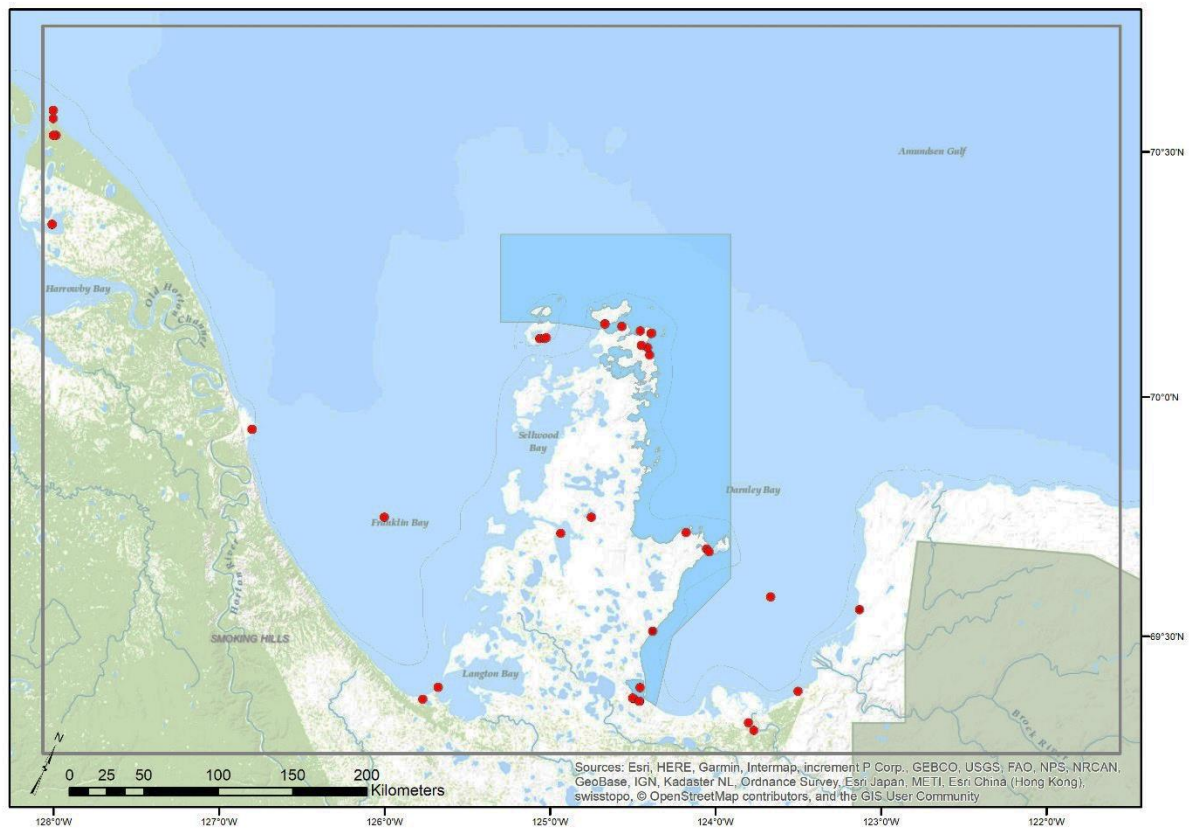 Amundsen Gulf
70°30'N
Harrowby Bay
Old Horton Channel
70°0'N
Sellwood
Bay
Darnley Bay
Franklin Bay
Horton River
SMOKING HILLS
69°30'N
Langton Bay
Brock River
N
0 25 50 100 150 200
Kilometers
Sources: Esri, HERE, Garmin, Intermap, increment P Corp., GEBCO, USGS, FAO, NPS, NRCAN,
GeoBase, IGN, Kadaster NL, Ordnance Survey, Esri Japan, METI, Esri China (Hong Kong),
swisstopo, © OpenStreetMap contributors, and the GIS User Community
128°0'W 127°0'W 126°0'W 125°0'W 124°0'W 123°0'W 122°0'W